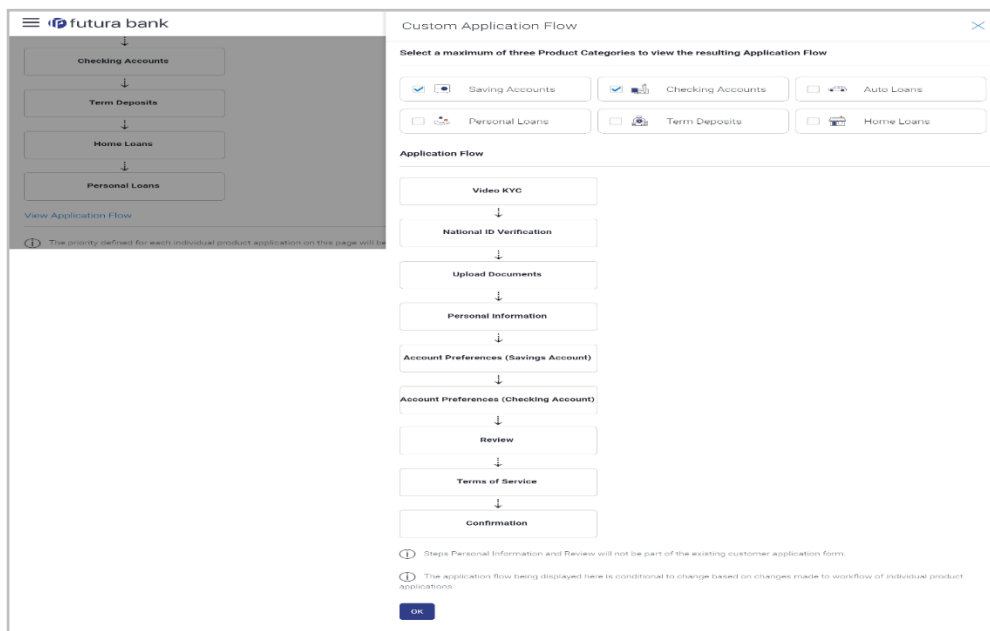 futura bank
Checking Accounts
Term Deposits
Home Loans
Personal Loans
View Application Flow
The priority defined for each individual product application on this page will be
Custom Application Flow
Select a maximum of three Product Categories to view the resulting Application Flow
Saving Accounts
Checking Accounts
Auto Loans
Personal Loans
Term Deposits
Home Loans
Application Flow
Video KYC
National ID Verification
Upload Documents
Personal Information
Account Preferences (Savings Account)
Account Preferences (Checking Account)
Review
Terms of Service
Confirmation
Steps Personal Information and Review will not be part of the existing customer application form.
The application flow being displayed here is conditional to change based on changes made to workflow of individual product
applications.
OK